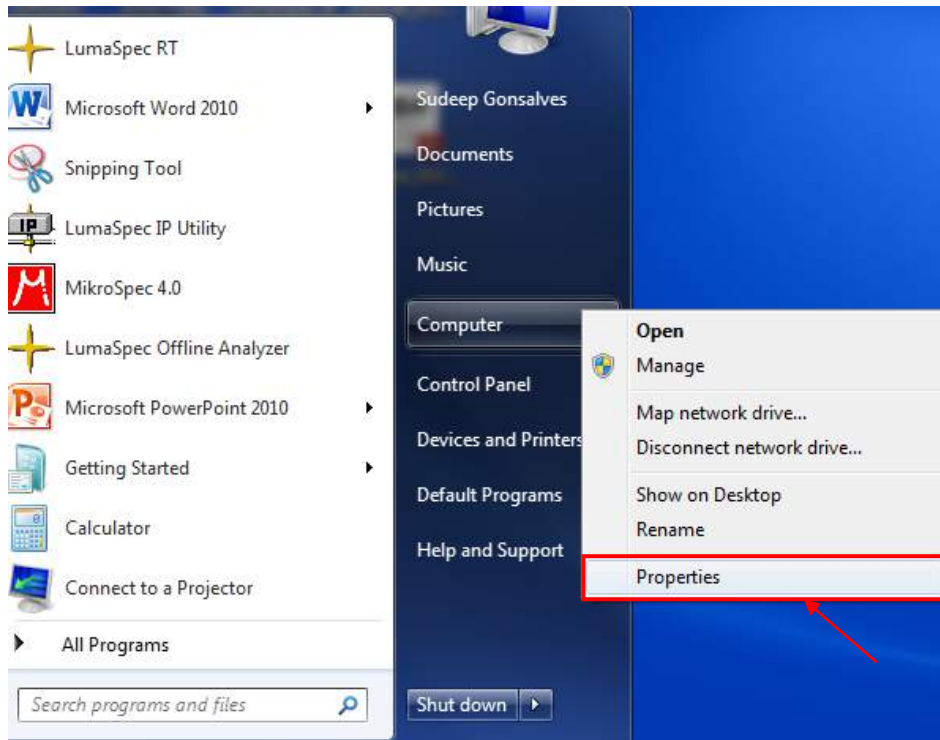 LumaSpec RT
Microsoft Word 2010
Snipping Tool
IP
LumaSpec IP Utility
MikroSpec 4.0
LumaSpec Offline Analyzer
Microsoft PowerPoint 2010
Getting Started
Calculator
Connect to a Projector
All Programs
Search programs and files
Sudeep Gonsalves
Documents
Pictures
Music
Computer
Control Panel
Devices and Printers
Default Programs
Help and Support
Shut down
Open
Manage
Map network drive...
Disconnect network drive...
Show on Desktop
Rename
Properties